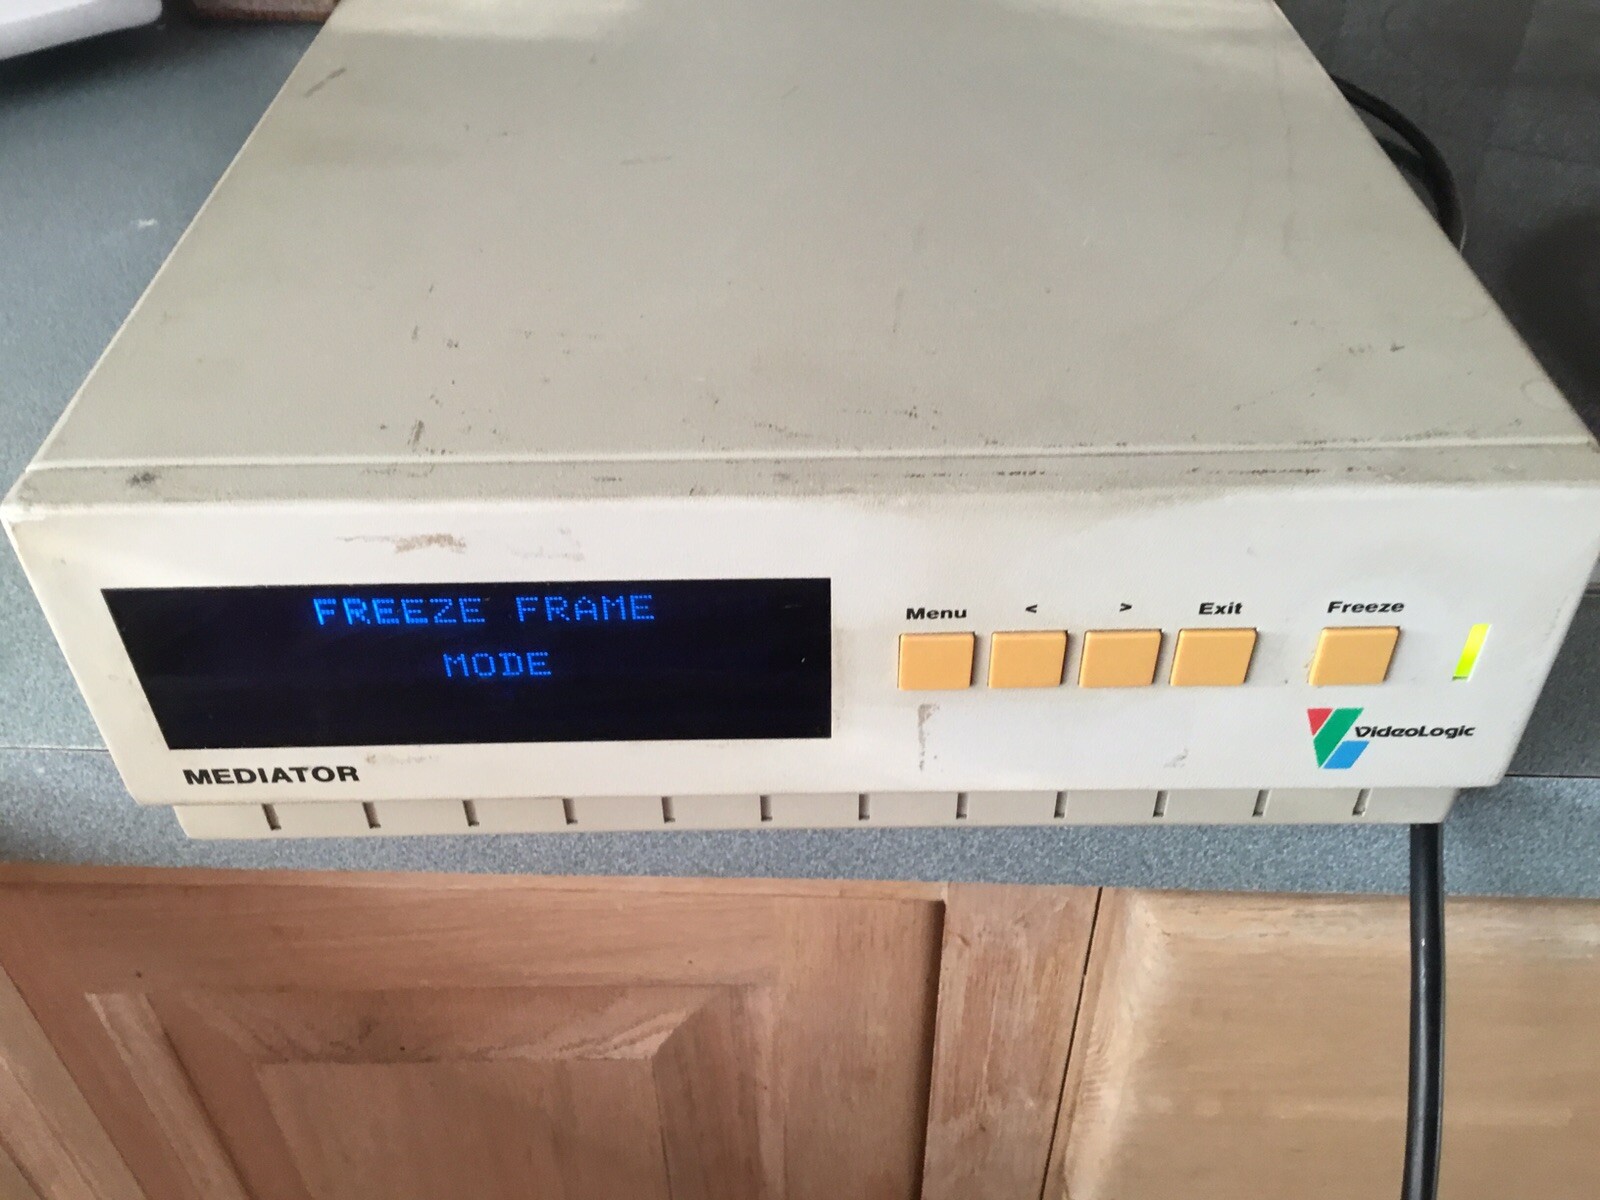 FREEZE FRAME
MODE
Menu < > Exit Freeze
VideoLogic
MEDIATOR